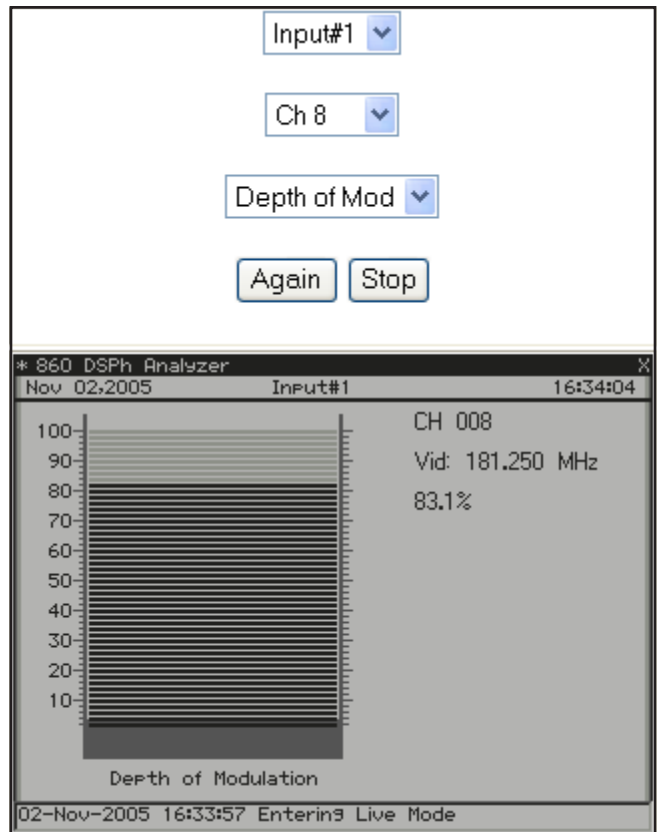 Input#1
Ch 8
Depth of Mod
Again Stop
* 860 DSPh Analyzer X
Nov 02,2005 Input#1 16:34:04
CH 008
Vid: 181.250 MHz
83.1%
100
90
80
70
60
50
40
30
20
10
Depth of Modulation
02-Nov-2005 16:33:57 Entering Live Mode